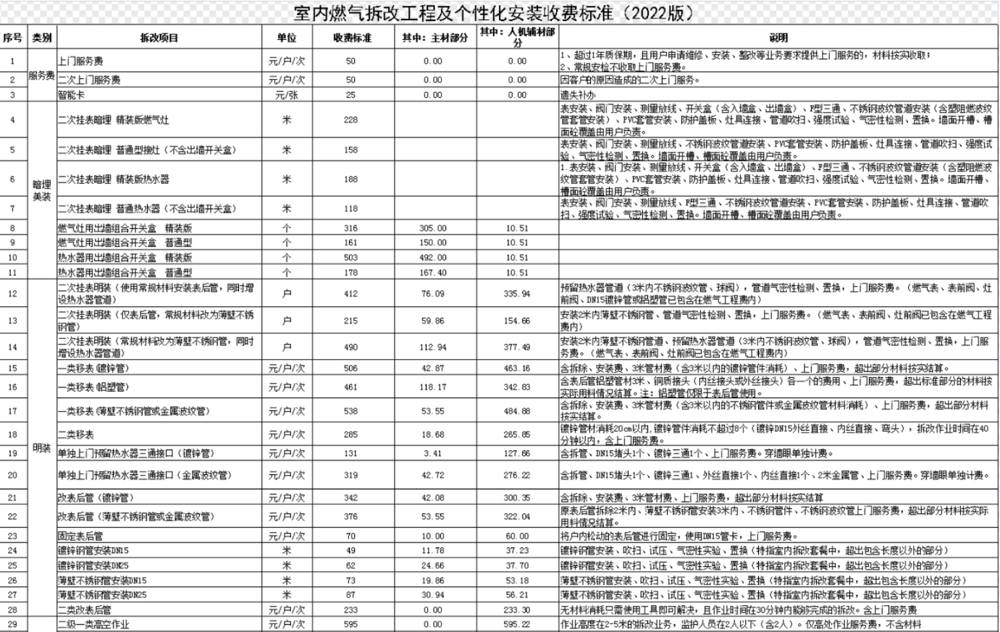 室内燃气拆改工程及个性化安装收费标准（2022版）
序号 类别 拆改项目 单位 收费标准 其中：主材部分 其中：人机辅材部分 说明
1 服务费 上门服务费 元/户/次 50 0.00 0.00 1、超过1年质保期，且用户申请维修、安装、整改等业务要求提供上门服务的，材料按实收取；
2、常规安检不收取上门服务费。
2 二次上门服务费 元/户/次 50 0.00 0.00 因客户的原因造成的二次上门服务。
3 智能卡 元/张 25 0.00 0.00 遗失补办
4 暗埋美装 二次挂表暗埋 精装版燃气灶 米 228 表安装、阀门安装、测量放线、开关盒（含入墙盒、出墙盒）、F型三通、不锈钢波纹管道安装（含塑阻燃波纹
管套管安装）、PVC套管安装、防护盖板、灶具连接、管道吹扫、强度试验、气密性检测、置换。墙面开槽、槽
面砼覆盖由用户负责。
5 二次挂表暗埋 普通型接灶（不含出墙开关盒） 米 158 表安装、阀门安装、测量放线、不锈钢波纹管道安装、PVC套管安装、防护盖板、灶具连接、管道吹扫、强度试
验、气密性检测、置换。墙面开槽、槽面砼覆盖由用户负责。
6 二次挂表暗埋 精装版热水器 米 188 1.表安装、阀门安装、测量放线、开关盒（含入墙盒、出墙盒）、F型三通、不锈钢波纹管道安装（含塑阻燃波
纹管套管安装）、PVC套管安装、防护盖板、灶具连接、管道吹扫、强度试验、气密性检测、置换。墙面开槽、
槽面砼覆盖由用户负责。
7 二次挂表暗埋 普通热水器（不含出墙开关盒） 米 118 表安装、阀门安装、测量放线、F型三通、不锈钢波纹管道安装、PVC套管安装、防护盖板、灶具连接、管道吹
扫、强度试验、气密性检测、置换。墙面开槽、槽面砼覆盖由用户负责。
8 燃气灶用出墙组合开关盒 精装版 个 316 305.00 10.51
9 燃气灶用出墙组合开关盒 普通型 个 161 150.00 10.51
10 热水器用出墙组合开关盒 精装版 个 503 492.00 10.51
11 热水器用出墙组合开关盒 普通型 个 178 167.40 10.51
12 明装 二次挂表明装（使用常规材料安装表后管，同时增设热水器管道） 户 412 76.09 335.94 预留热水器管道（3米内不锈钢波纹管、球阀），管道气密性检测、置换，上门服务费。（燃气表、表前阀、灶
前阀、DN15镀锌管或铝塑管已包含在燃气工程费内）
13 二次挂表明装（仅表后管，常规材料改为薄壁不锈钢管） 户 215 59.86 154.66 安装2米内薄壁不锈钢管、管道气密性检测、置换，上门服务费。（燃气表、表前阀、灶前阀已包含在燃气工程
费内）
14 二次挂表明装（常规材料改为薄壁不锈钢管，同时增设热水器管道） 户 490 112.94 377.49 安装2米内薄壁不锈钢管道、预留热水器管道（3米内不锈钢波纹管、球阀），管道气密性检测、置换，上门服
务费。（燃气表、表前阀、灶前阀已包含在燃气工程费内）
15 一类移表(镀锌管） 元/户/次 506 42.87 463.16 含拆除、安装费、3米管材费（含3米以内的镀锌管件消耗）、上门服务费，超出部分材料按实结算。
16 一类移表(铝塑管） 元/户/次 461 118.17 342.83 含表后管铝塑管材3米、铜质接头（内丝接头或外丝接头）各一个的费用、上门服务费，超出标准部分的材料按
实际用料情况结算。注：铝塑管仅限于表后管使用。
17 一类移表(薄壁不锈钢管或金属波纹管） 元/户/次 538 53.55 484.88 含拆除、安装费、3米管材费（含3米以内的不锈钢管件或金属波纹管材料消耗）、上门服务费，超出部分材料
按实结算。
18 二类移表 元/户/次 285 18.68 265.85 镀锌管材消耗20cm以内,镀锌管件消耗不超过8个（镀锌DN15外丝直接、内丝直接、弯头），拆改作业时间在40
分钟以内，含上门服务费。
19 单独上门预留热水器三通接口（镀锌管） 元/户/次 131 3.41 127.66 含拆管、DN15堵头1个、镀锌三通1个、上门服务费。穿墙眼单独计费。
20 单独上门预留热水器三通接口（金属波纹管） 元/户/次 319 42.72 276.22 含拆管、DN15堵头1个、镀锌三通1、外丝直接1个、内丝直接1个、2米金属管、上门服务费。穿墙眼单独计费。
21 改表后管（镀锌管） 元/户/次 342 42.08 300.35 含拆除、安装费、3米管材费、上门服务费，超出部分材料按实结算
22 改表后管（薄壁不锈钢管或金属波纹管） 元/户/次 376 53.55 322.04 原表后管拆除2米内、薄壁不锈钢管安装3米内、不锈钢管件、不锈钢波纹管上门服务费，超出部分材料按实际
用料情况结算。
23 固定表后管 元/户/次 70 10.00 60.00 将户内松动的表后管进行固定，使用DN15管卡，上门服务费。
24 镀锌钢管安装DN15 米 49 11.78 37.23 镀锌钢管安装、吹扫、试压、气密性实验、置换（特指室内拆改套餐中，超出包含长度以外的部分）
25 镀锌钢管安装DN25 米 62 24.66 37.70 镀锌钢管安装、吹扫、试压、气密性实验、置换（特指室内拆改套餐中，超出包含长度以外的部分）
26 薄壁不锈钢管安装DN15 米 73 19.86 53.18 薄壁不锈钢管安装、吹扫、试压、气密性实验、置换（特指室内拆改套餐中，超出包含长度以外的部分）
27 薄壁不锈钢管安装DN25 米 87 30.94 56.21 薄壁不锈钢管安装、吹扫、试压、气密性实验、置换（特指室内拆改套餐中，超出包含长度以外的部分）
28 二类改表后管 元/户/次 233 0.00 233.30 无材料消耗只需使用工具即可解决，且作业时间在30分钟内能够完成的拆改。含上门服务费
29 二级一类高空作业 元/户/次 595 0.00 595.22 作业高度在2-5米的拆改业务，监护人员在2人以下（含2人）。仅高处作业服务费，不含材料